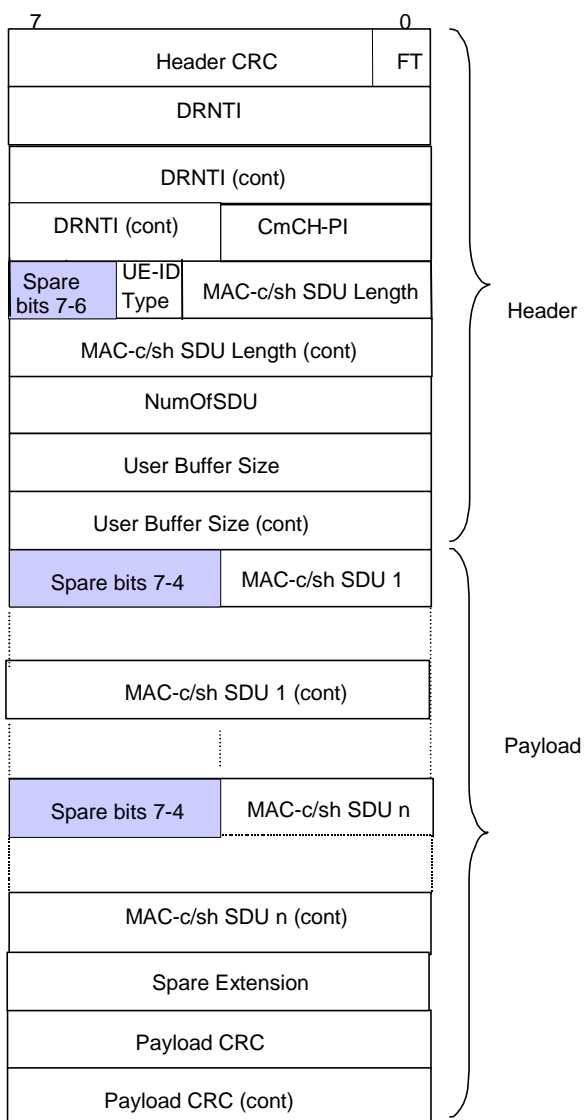 7 0
Header CRC FT
DRNTI
DRNTI (cont)
DRNTI (cont) CmCH-PI
Spare bits 7-6 UE-ID Type MAC-c/sh SDU Length
Header
MAC-c/sh SDU Length (cont)
NumOfSDU
User Buffer Size
User Buffer Size (cont)
Spare bits 7-4 MAC-c/sh SDU 1
MAC-c/sh SDU 1 (cont)
Payload
Spare bits 7-4 MAC-c/sh SDU n
MAC-c/sh SDU n (cont)
Spare Extension
Payload CRC
Payload CRC (cont)